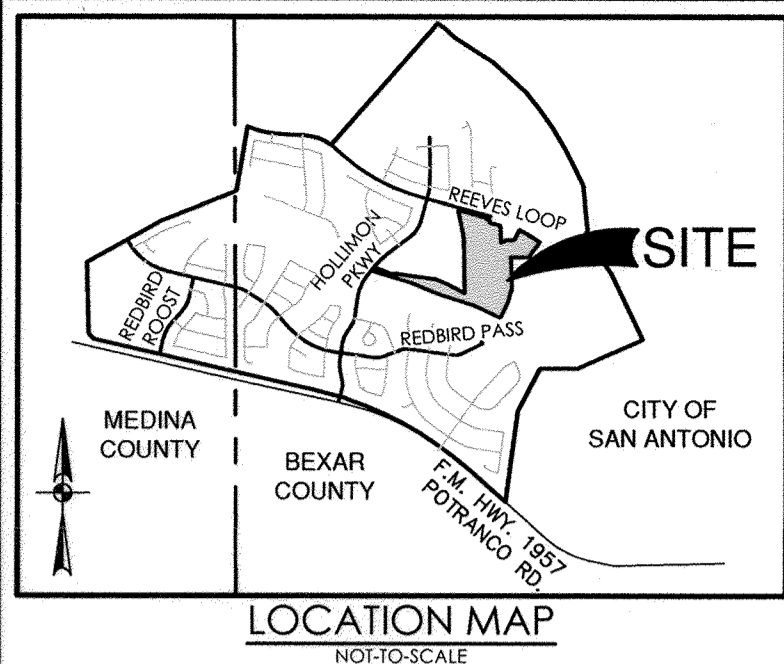 REEVES LOOP
SITE
HOLLIMON
PKWY
REDBIRD
ROOST
REDBIRD PASS
MEDINA
COUNTY
BEXAR
COUNTY
CITY OF
SAN ANTONIO
F.M. HWY. 1957
POTRANCO RD.
LOCATION MAP
NOT-TO-SCALE